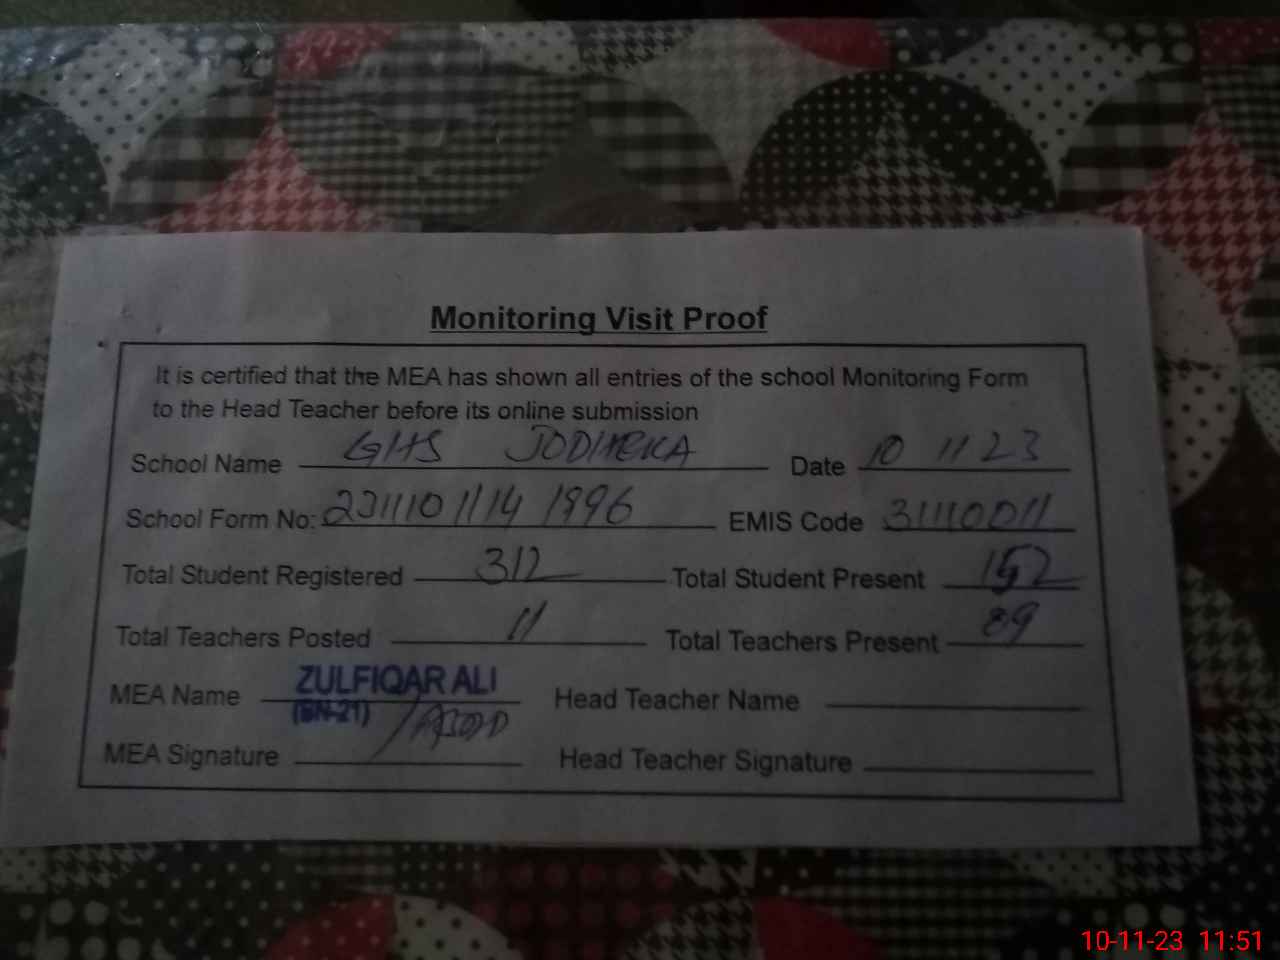 Monitoring Visit Proof
It is certified that the MEA has shown all entries of the school Monitoring Form
to the Head Teacher before its online submission
School Name GHS JODHEKA Date 10 11 23
School Form No: 2311101114 1896 EMIS Code 31110011
Total Student Registered 312 Total Student Present 152
Total Teachers Posted 11 Total Teachers Present 09
MEA Name ZULFIQAR ALI Head Teacher Name
(BN-21)
MEA Signature Head Teacher Signature
10-11-23 11:51